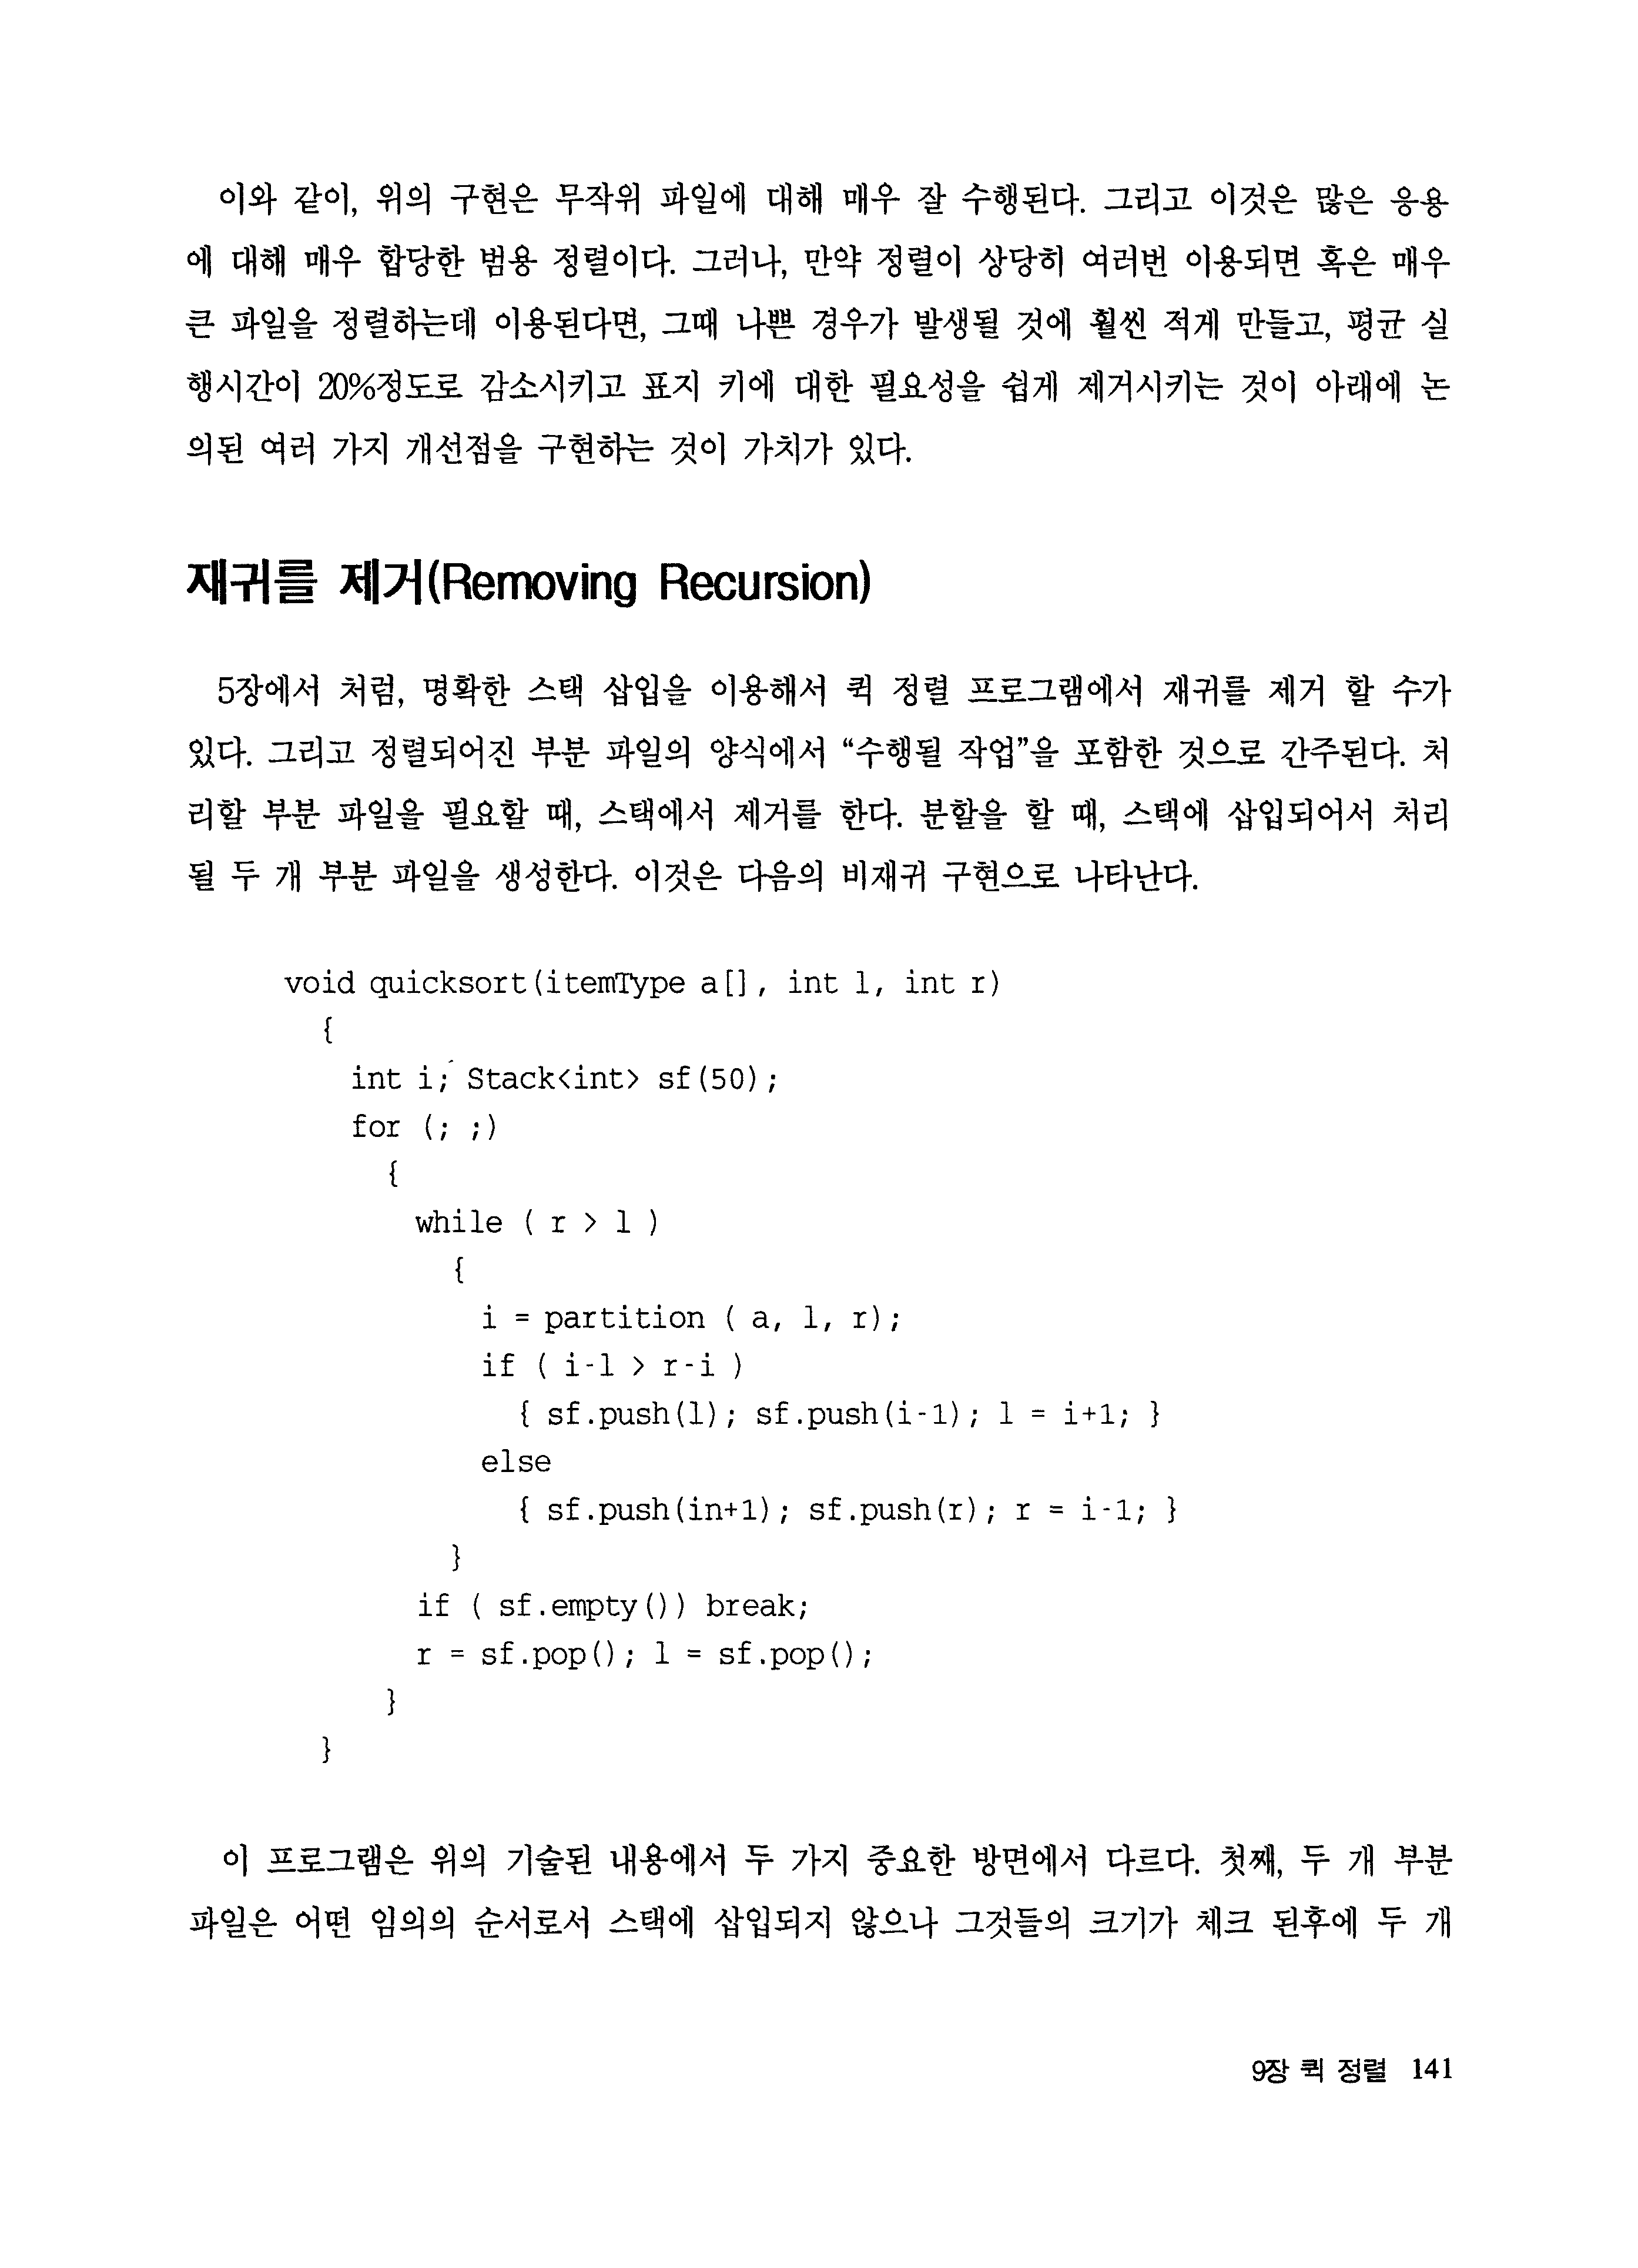 이와 같이, 위의 구현은 무작위 파일에 대해 매우 잘 수행된다. 그리고 이것은 많은 응용
에 대해 매우 합당한 범용 정렬이다. 그러나, 만약 정렬이 상당히 여러번 이용되면 혹은 매우
큰 파일을 정렬하는데 이용된다면, 그때 나쁜 경우가 발생될 것에 훨씬 적게 만들고, 평균 실
행시간이 20%정도로 감소시키고 표지 키에 대한 필요성을 쉽게 제거시키는 것이 아래에 논
의된 여러 가지 개선점을 구현하는 것이 가치가 있다.
재귀를 제거(Removing Recursion)
5장에서 처럼, 명확한 스택 삽입을 이용해서 퀵 정렬 프로그램에서 재귀를 제거 할 수가
있다. 그리고 정렬되어진 부분 파일의 양식에서 “수행될 작업”을 포함한 것으로 간주된다. 처
리할 부분 파일을 필요할 때, 스택에서 제거를 한다. 분할을 할 때, 스택에 삽입되어서 처리
될 두 개 부분 파일을 생성한다. 이것은 다음의 비재귀 구현으로 나타난다.
void quicksort(itemType a[], int l, int r)
{
int i; Stack<int> sf(50);
for (; ;)
{
while ( r > l )
{
i = partition ( a, l, r);
if ( i-l > r-i )
{ sf.push(l); sf.push(i-1); l = i+1; }
else
{ sf.push(in+1); sf.push(r); r = i-1; }
}
if ( sf.empty()) break;
r = sf.pop(); l = sf.pop();
}
}
이 프로그램은 위의 기술된 내용에서 두 가지 중요한 방면에서 다르다. 첫째, 두 개 부분
파일은 어떤 임의의 순서로서 스택에 삽입되지 않으나 그것들의 크기가 체크 된후에 두 개
9장 퀵 정렬 141